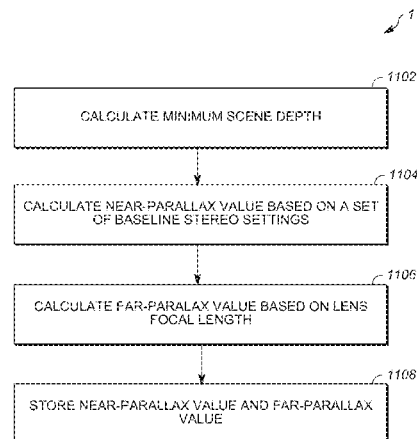 1
1102
CALCULATE MINIMUM SCENE DEPTH
1104
CALCULATE NEAR-PARALLAX VALUE BASED ON A SET
OF BASELINE STEREO SETTINGS
1106
CALCULATE FAR-PARALAX VALUE BASED ON LENS
FOCAL LENGTH
1108
STORE NEAR-PARALLAX VALUE AND FAR-PARALLAX
VALUE